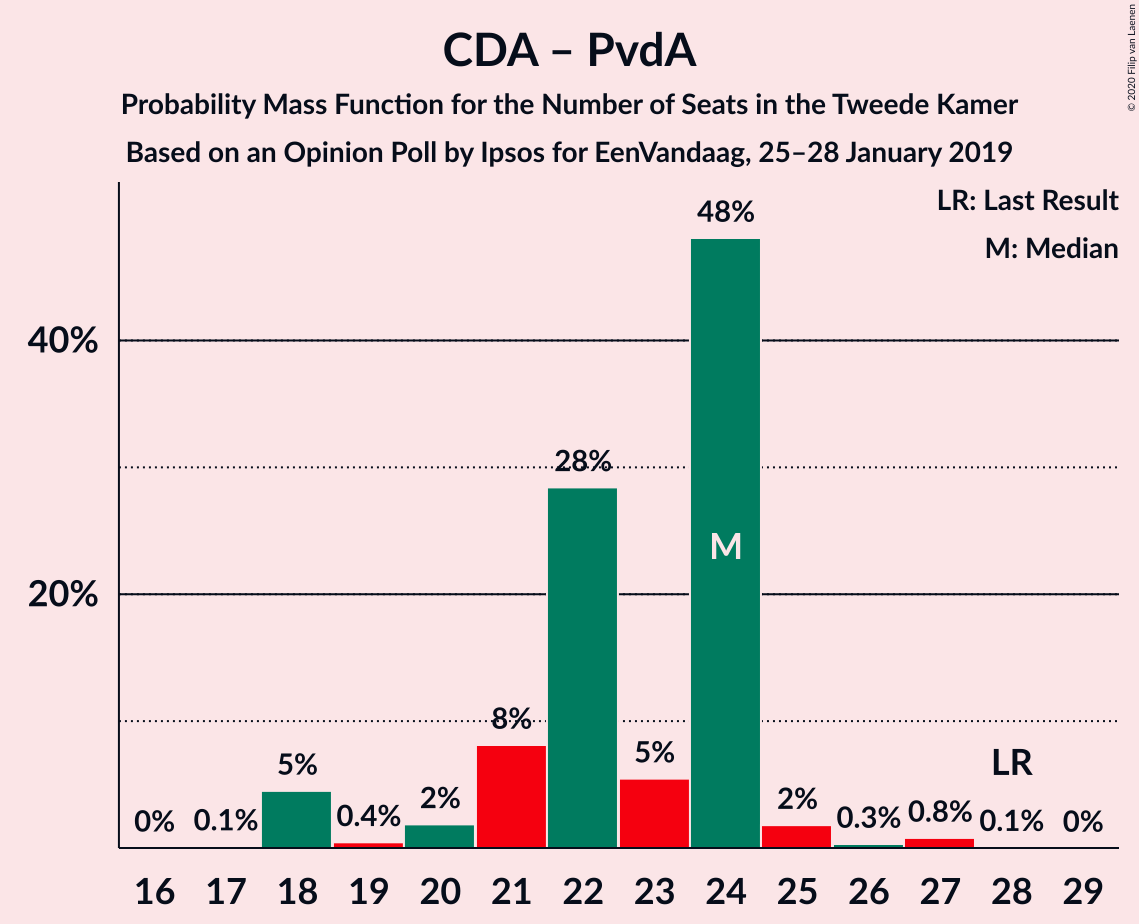 CDA – PvdA
Probability Mass Function for the Number of Seats in the Tweede Kamer
Based on an Opinion Poll by Ipsos for EenVandaag, 25–28 January 2019
© 2020 Filip van Laenen
LR: Last Result
M: Median
48%
40%
28%
M
20%
8%
5%
LR
5%
2%
2%
0.8%
0.4%
0.3%
0%
0.1%
0.1%
0%
16 17 18 19 20 21 22 23 24 25 26 27 28 29